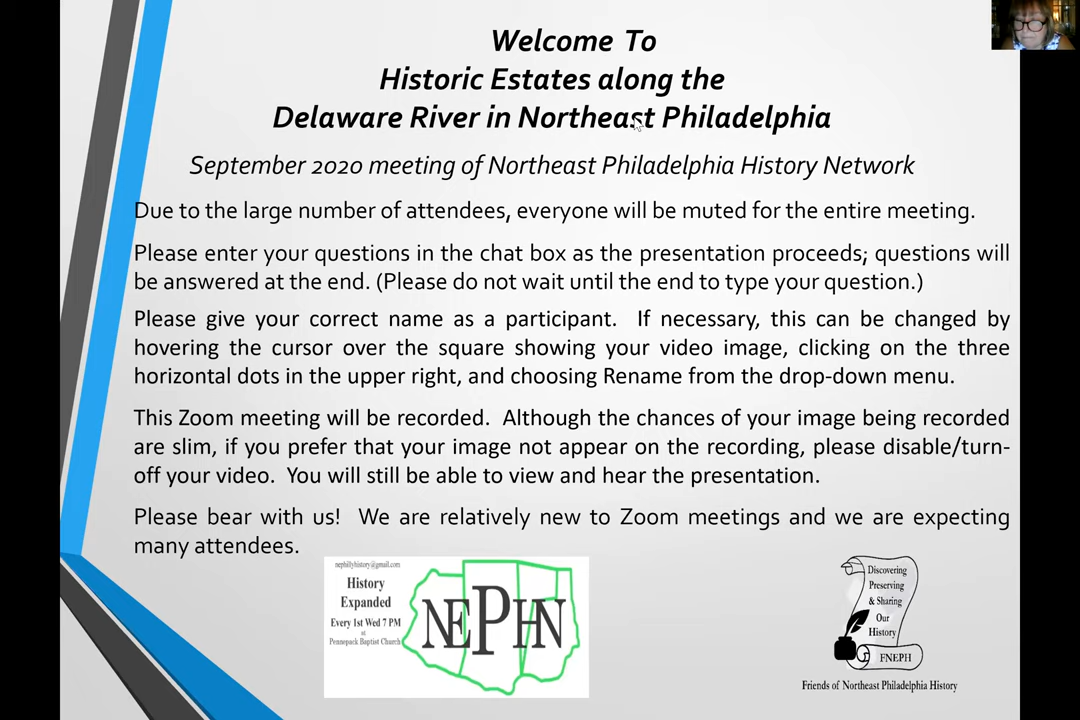 Welcome To
Historic Estates along the
Delaware River in Northeast Philadelphia
September 2020 meeting of Northeast Philadelphia History Network
Due to the large number of attendees, everyone will be muted for the entire meeting.
Please enter your questions in the chat box as the presentation proceeds; questions will
be answered at the end. (Please do not wait until the end to type your question.)
Please give your correct name as a participant. If necessary, this can be changed by
hovering the cursor over the square showing your video image, clicking on the three
horizontal dots in the upper right, and choosing Rename from the drop-down menu.
This Zoom meeting will be recorded. Although the chances of your image being recorded
are slim, if you prefer that your image not appear on the recording, please disable/turn-
off your video. You will still be able to view and hear the presentation.
Please bear with us! We are relatively new to Zoom meetings and we are expecting
many attendees.
nephillyhistory@gmail.com
History
Expanded
Every 1st Wed 7 PM
at
Pennepack Baptist Church
NEPHN
Discovering
Preserving
& Sharing
Our
History
FNEPH
Friends of Northeast Philadelphia History